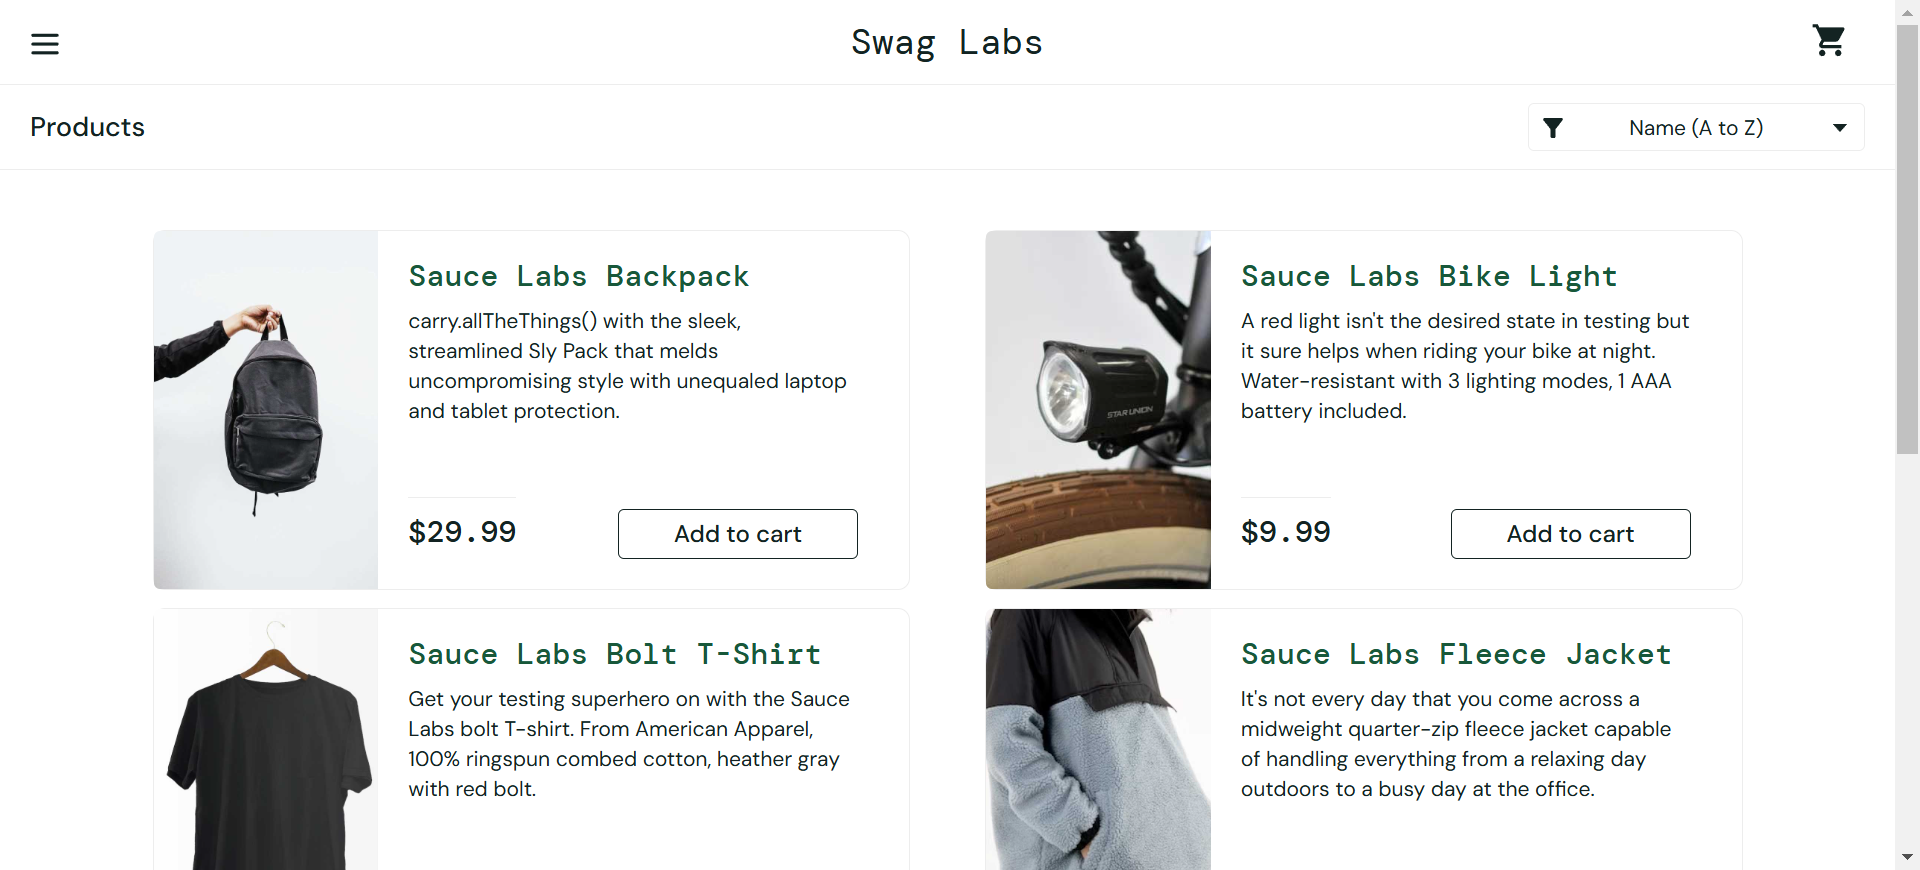 Swag Labs
Products
Name (A to Z)
Sauce Labs Backpack
carry.allTheThings() with the sleek,
streamlined Sly Pack that melds
uncompromising style with unequaled laptop
and tablet protection.
$29.99
Add to cart
Sauce Labs Bike Light
A red light isn't the desired state in testing but
it sure helps when riding your bike at night.
Water-resistant with 3 lighting modes, 1 AAA
battery included.
STAR UNION
$9.99
Add to cart
Sauce Labs Bolt T-Shirt
Get your testing superhero on with the Sauce
Labs bolt T-shirt. From American Apparel,
100% ringspun combed cotton, heather gray
with red bolt.
Sauce Labs Fleece Jacket
It's not every day that you come across a
midweight quarter-zip fleece jacket capable
of handling everything from a relaxing day
outdoors to a busy day at the office.